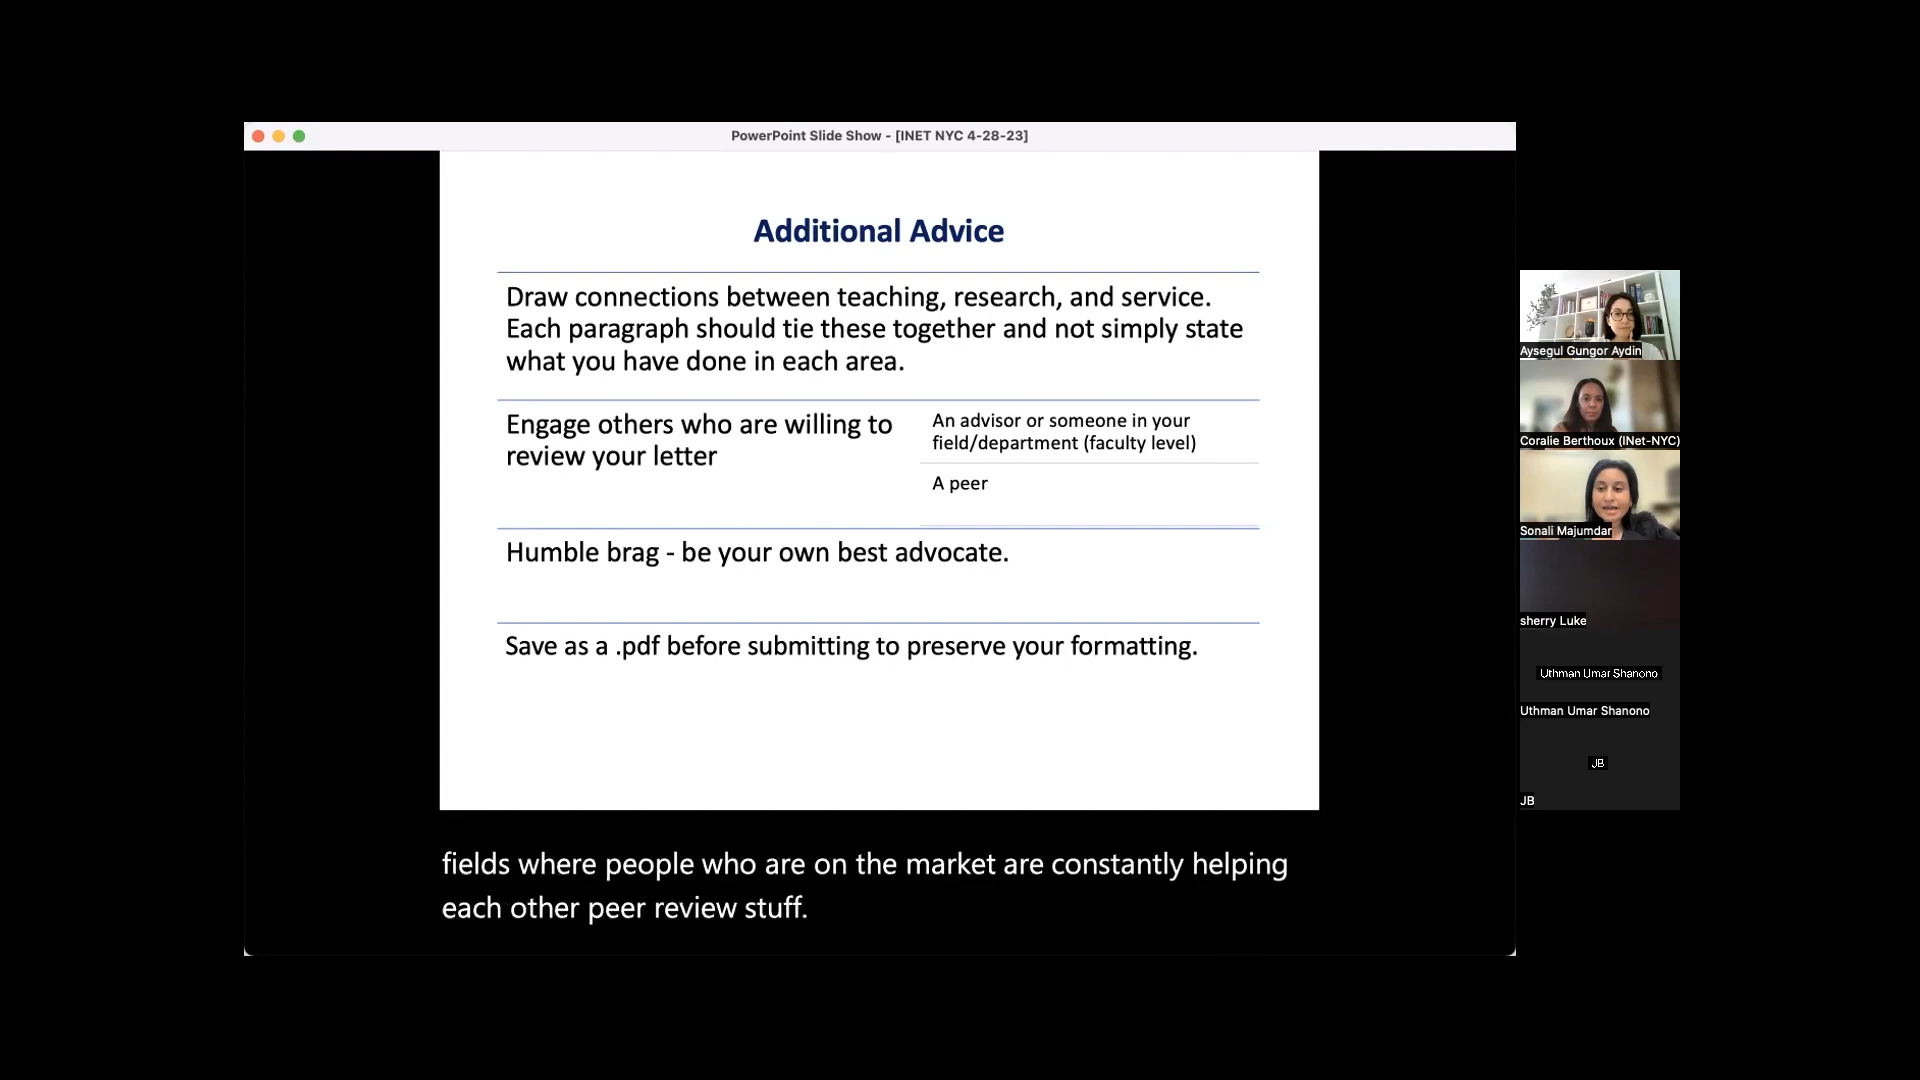 PowerPoint Slide Show - [INET NYC 4-28-23]
Additional Advice
Draw connections between teaching, research, and service.
Each paragraph should tie these together and not simply state
what you have done in each area.
Engage others who are willing to
review your letter
An advisor or someone in your
field/department (faculty level)
A peer
Humble brag - be your own best advocate.
Save as a .pdf before submitting to preserve your formatting.
fields where people who are on the market are constantly helping
each other peer review stuff.
Aysegul Gungor Aydin
Coralie Berthoux (INet-NYC)
Sonali Majumdar
sherry Luke
Uthman Umar Shanono
Uthman Umar Shanono
JB
JB